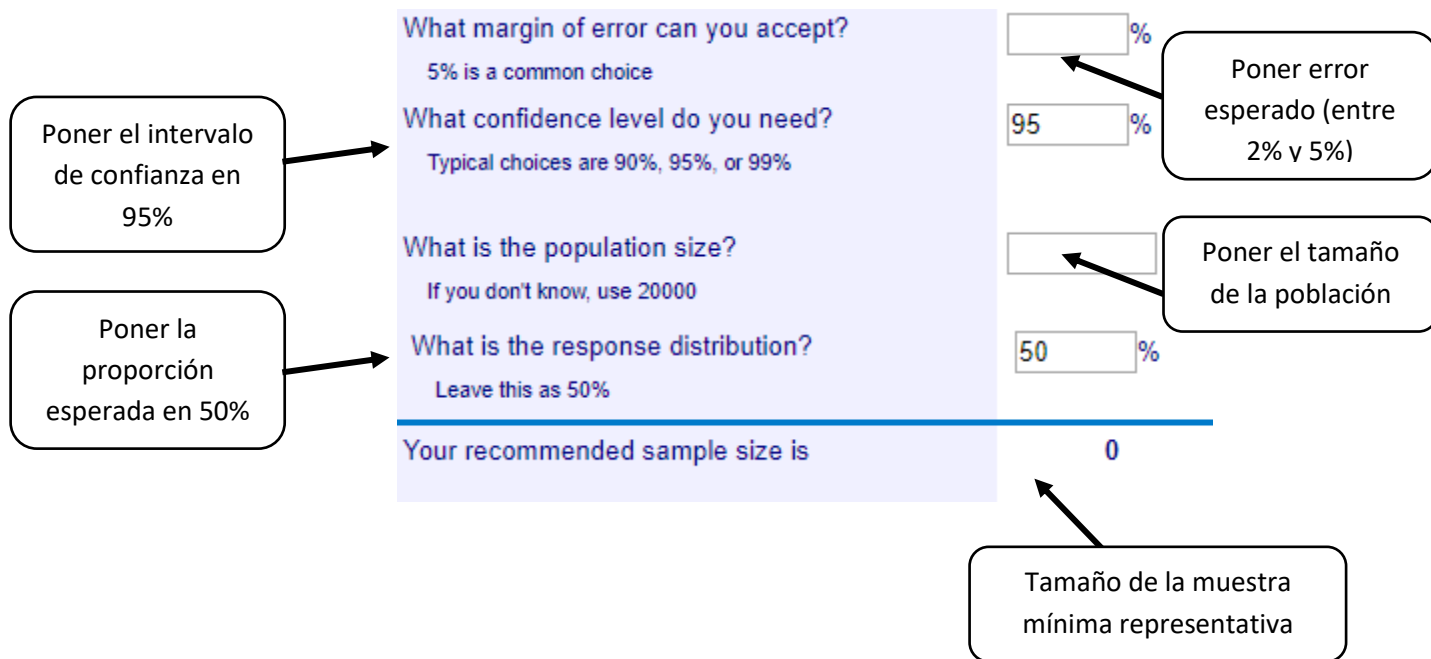 What margin of error can you accept?
%
5% is a common choice
Poner error
esperado (entre
2% y 5%)
Poner el intervalo
de confianza en
95%
What confidence level do you need?
95 %
Typical choices are 90%, 95%, or 99%
What is the population size?
If you don't know, use 20000
Poner el tamaño
de la población
Poner la
proporción
esperada en 50%
What is the response distribution?
50 %
Leave this as 50%
Your recommended sample size is
0
Tamaño de la muestra
mínima representativa